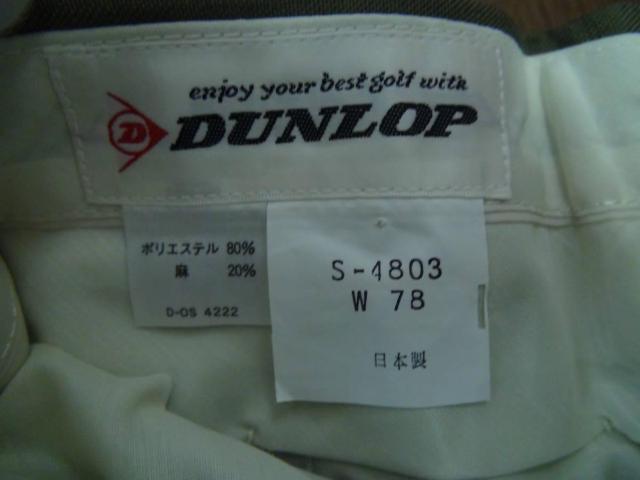 enjoy your best golf with
D DUNLOP
ポリエステル 80%
麻 20%
D-OS 4222
S-4803
W 78
日本製